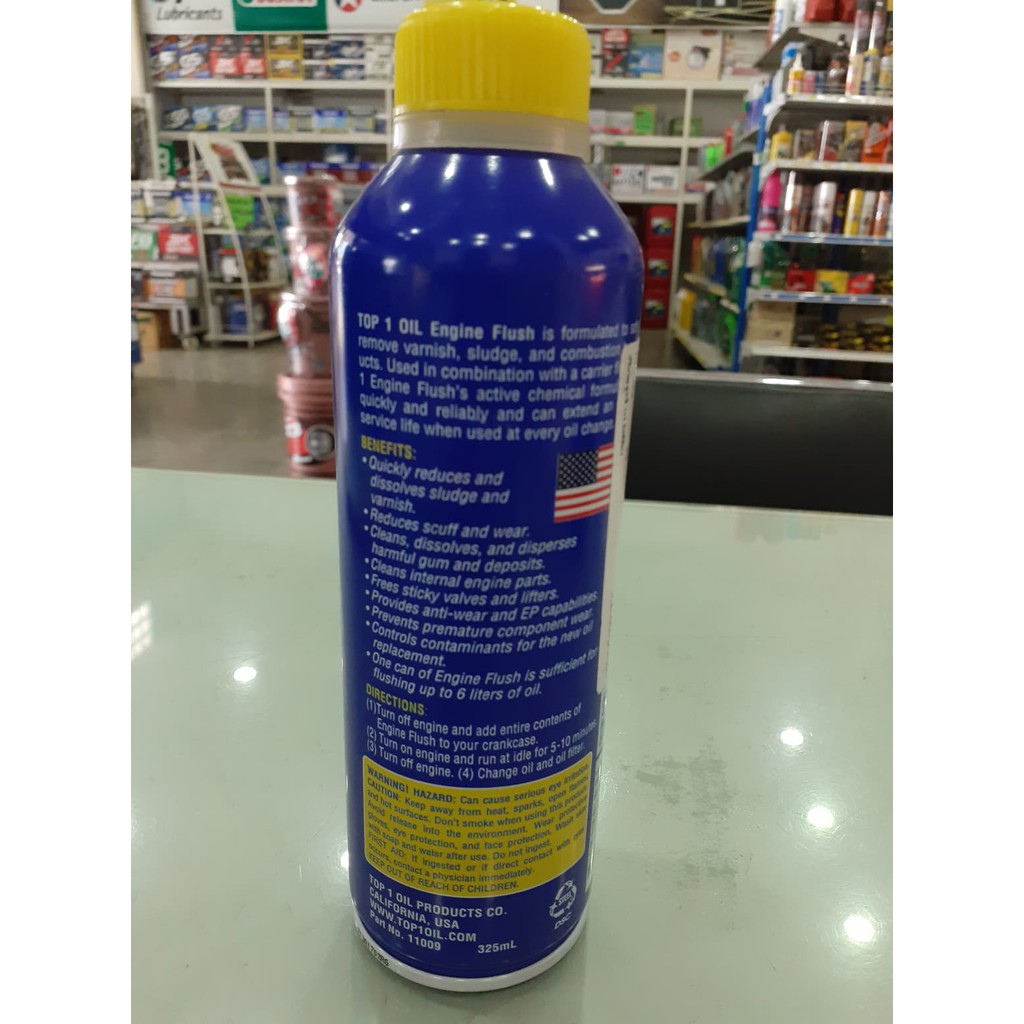 Lubricants
TOP 1 OIL Engine Flush is formulated to
remove varnish, sludge, and combustion
ucts. Used in combination with a carrier
1 Engine Flush's active chemical
quickly and reliably and can extend
service life when used at every oil change
BENEFITS:
• Quickly reduces and
dissolves sludge and
varnish.
• Reduces scuff and wear.
• Cleans, dissolves, and disperses
harmful gum and deposits.
• Cleans internal engine parts.
• Frees sticky valves and lifters.
• Provides anti-wear and EP capabilities.
• Prevents premature component wear.
• Controls contaminants for the new oil
replacement.
• One can of Engine Flush is sufficient for
flushing up to 6 liters of oil.
DIRECTIONS
(1)Turn off engine and add entire contents of
Engine Flush to your crankcase.
(2) Turn on engine and run at idle for 5-10 minutes.
(3) Turn off engine. (4) Change oil and oil filter.
WARNING! HAZARD: Can cause serious eye irritation.
CAUTION: Keep away from heat, sparks, open flames,
and hot surfaces. Don't smoke when using this product.
Avoid release into the environment. Wear protective
gloves, eye protection, and face protection. Wash skin
with soap and water after use. Do not ingest.
FIRST AID: If ingested or if direct contact with eyes
occurs, contact a physician immediately.
KEEP OUT OF REACH OF CHILDREN.
TOP 1 OIL PRODUCTS CO.
CALIFORNIA, USA
WWW.TOP1OIL.COM
Part No. 11009
325mL
STEEL
DSC